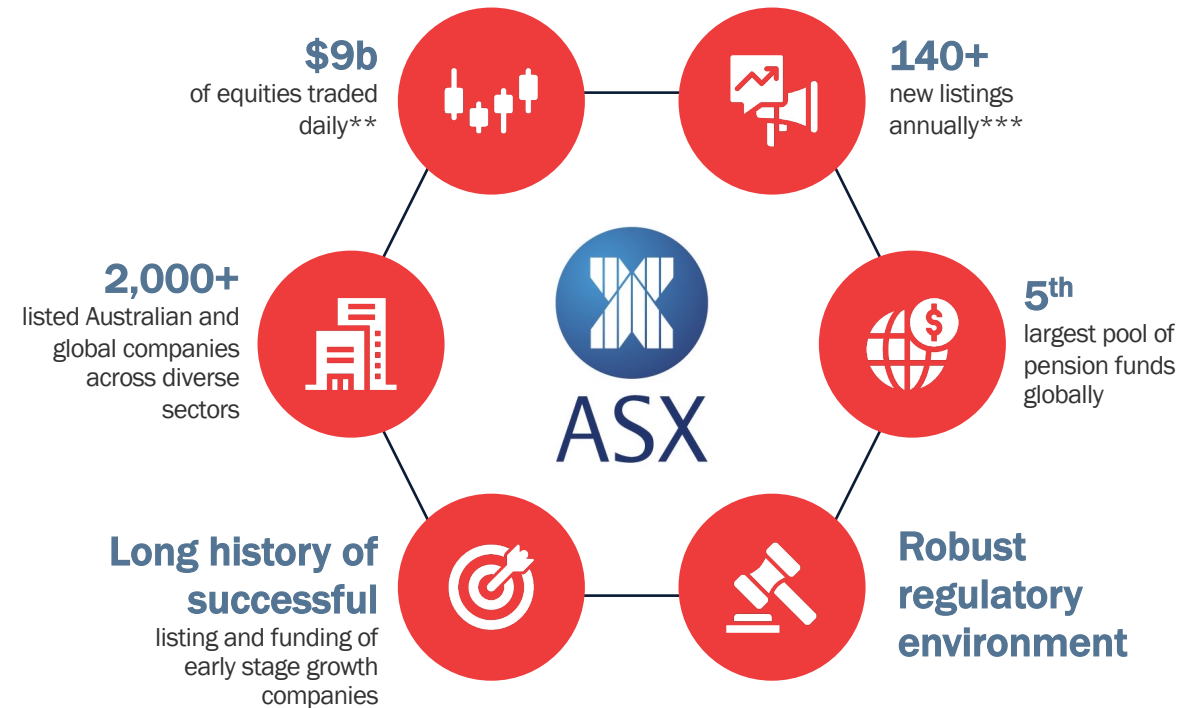 $9b
of equities traded
daily**
140+
new listings
annually***
2,000+
listed Australian and
global companies
across diverse
sectors
ASX
5th
largest pool of
pension funds
globally
Long history of
successful
listing and funding of
early stage growth
companies
Robust
regulatory
environment